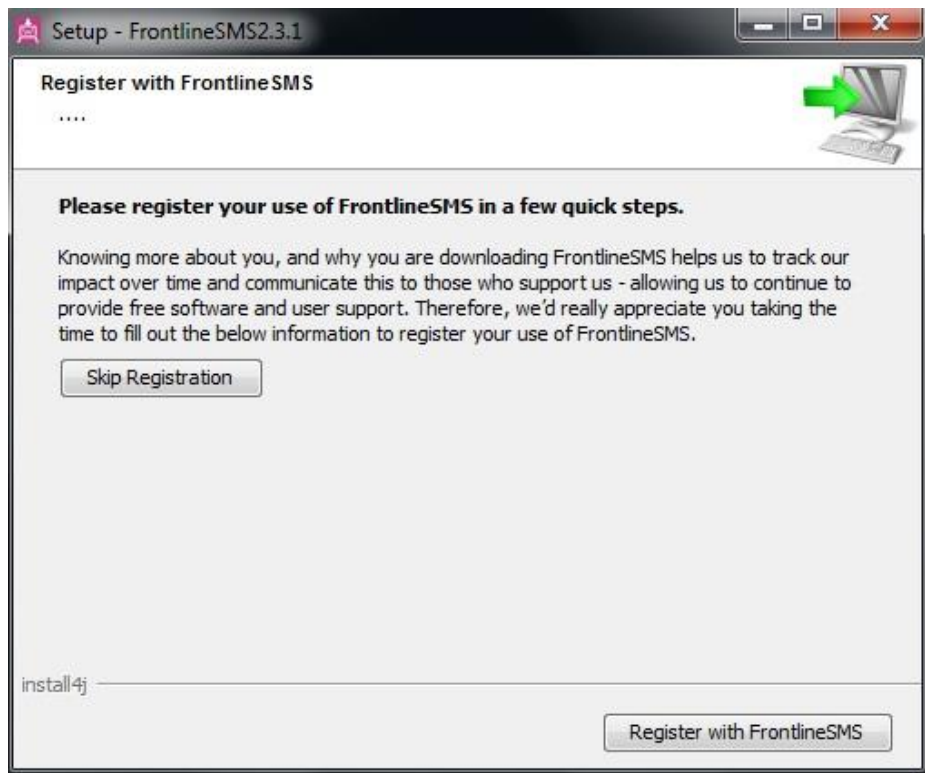 Setup - FrontlineSMS2.3.1
Register with FrontlineSMS
....
Please register your use of FrontlineSMS in a few quick steps.
Knowing more about you, and why you are downloading FrontlineSMS helps us to track our
impact over time and communicate this to those who support us - allowing us to continue to
provide free software and user support. Therefore, we'd really appreciate you taking the
time to fill out the below information to register your use of FrontlineSMS.
Skip Registration
install4j
Register with FrontlineSMS